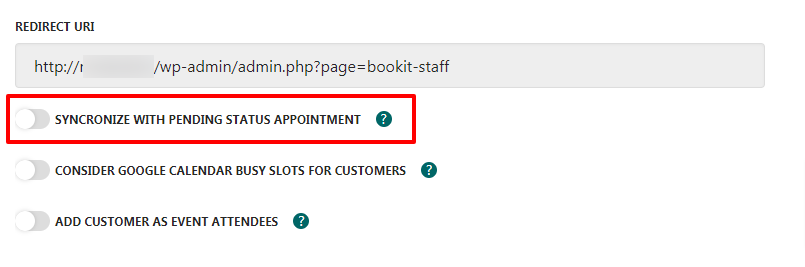 REDIRECT URI
http:// /wp-admin/admin.php?page=bookit-staff
SYNCRONIZE WITH PENDING STATUS APPOINTMENT ?
CONSIDER GOOGLE CALENDAR BUSY SLOTS FOR CUSTOMERS ?
ADD CUSTOMER AS EVENT ATTENDEES ?